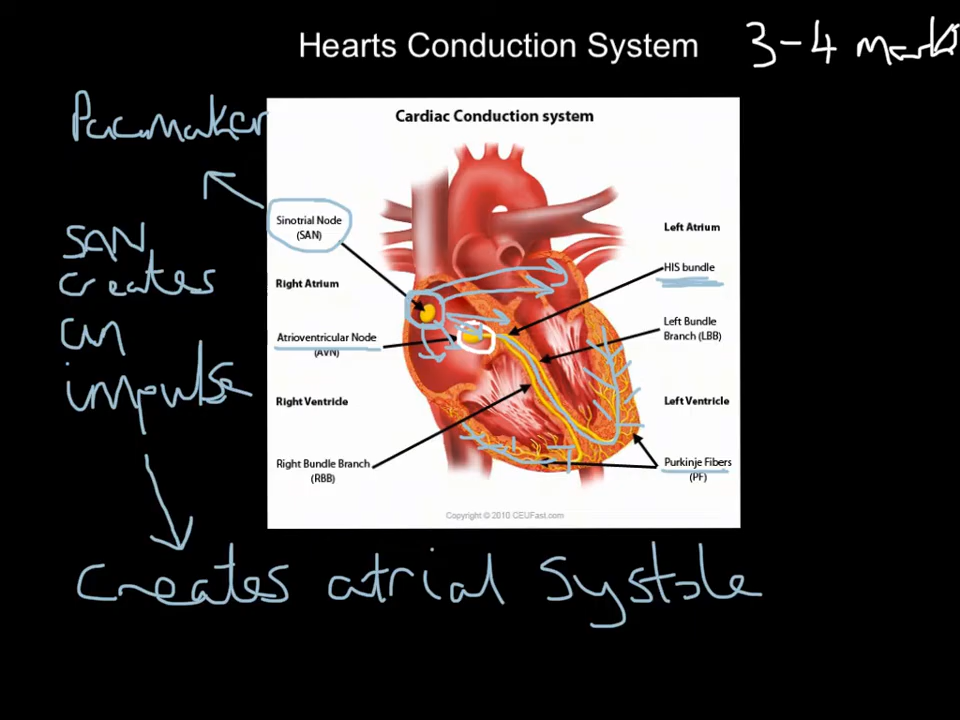 Hearts Conduction System
3-4 marks
Pacemaker
Cardiac Conduction system
Sinotrial Node
(SAN)
Left Atrium
SAN
creates
an
impulse
HIS bundle
Right Atrium
Left Bundle
Branch (LBB)
Atrioventricular Node
(AVN)
Right Ventricle
Left Ventricle
Right Bundle Branch
(RBB)
Purkinje Fibers
(PF)
Copyright © 2010 CEUFast.com
creates atrial systole